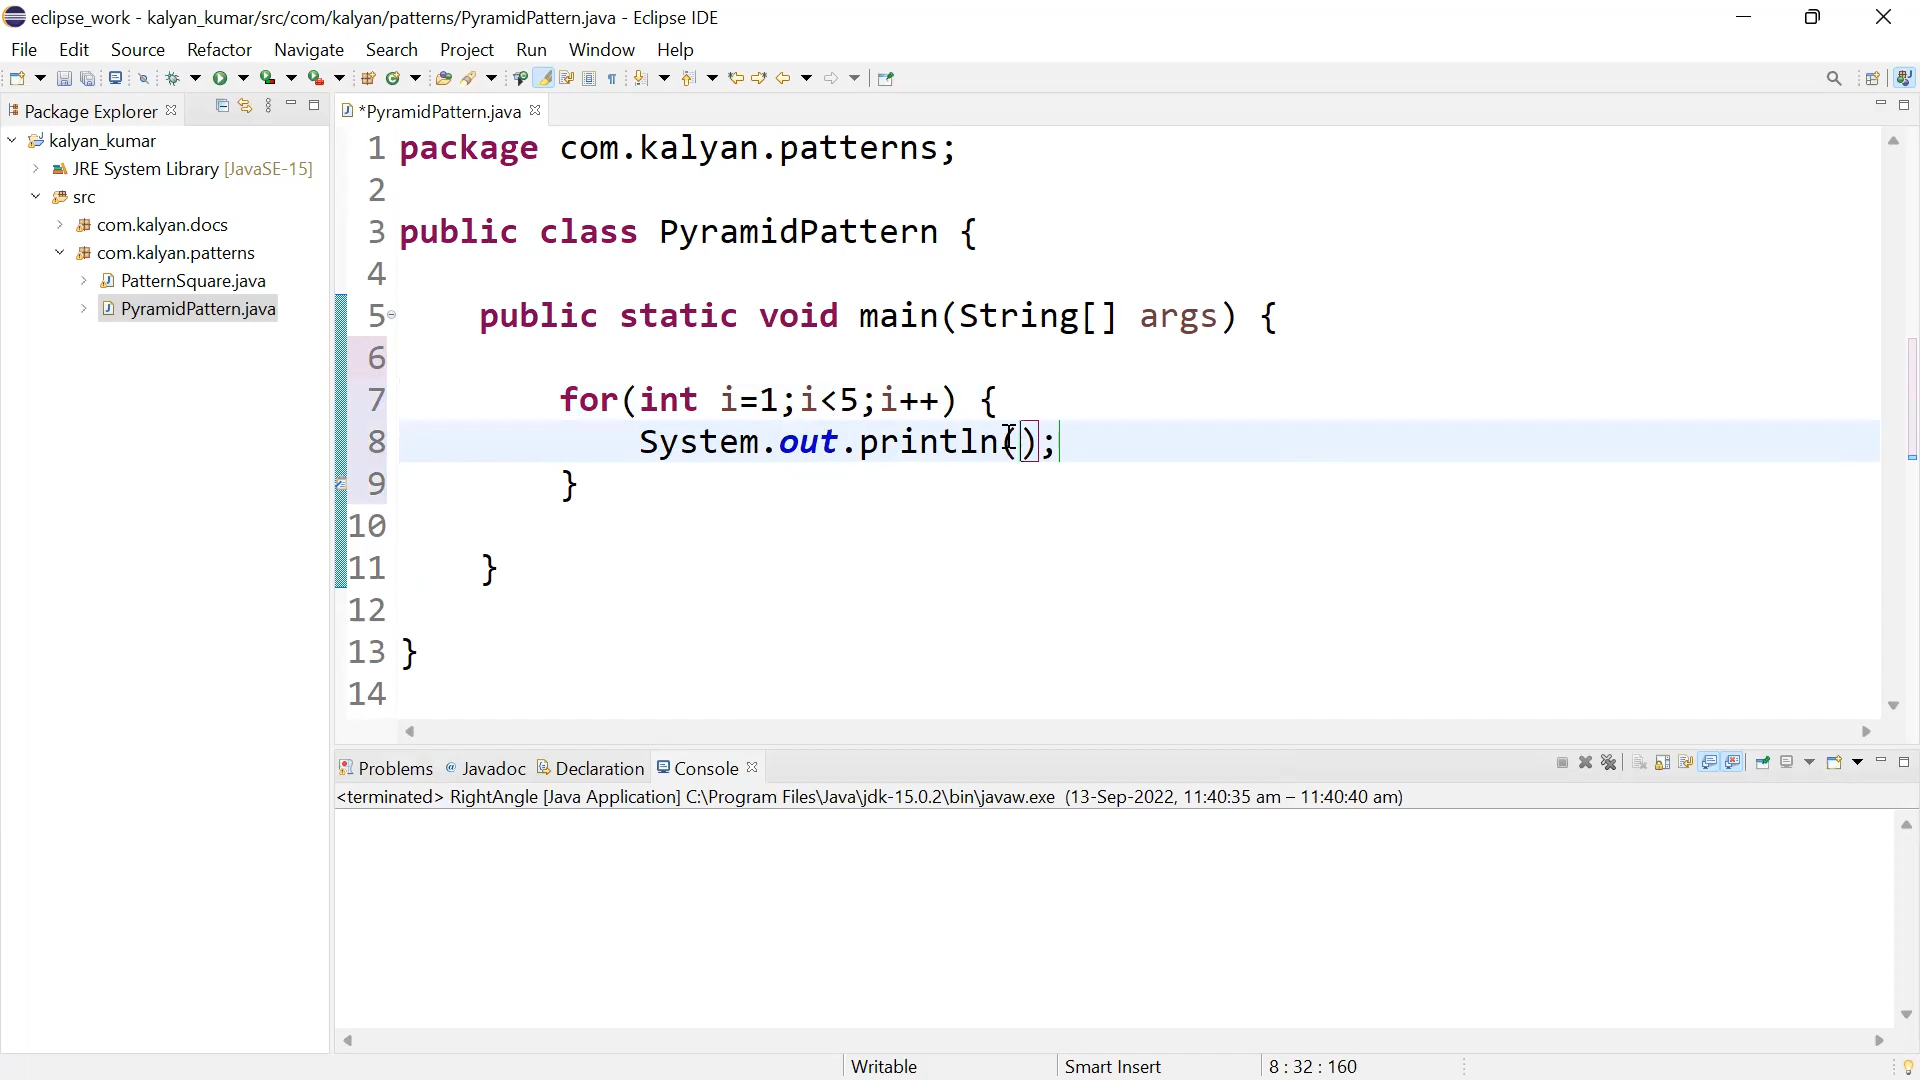 eclipse_work - kalyan_kumar/src/com/kalyan/patterns/PyramidPattern.java - Eclipse IDE
File Edit Source Refactor Navigate Search Project Run Window Help
Package Explorer
*PyramidPattern.java
kalyan_kumar
JRE System Library [JavaSE-15]
src
com.kalyan.docs
com.kalyan.patterns
PatternSquare.java
PyramidPattern.java
1 package com.kalyan.patterns;
2
3 public class PyramidPattern {
4
5 public static void main(String[] args) {
6
7 for(int i=1;i<5;i++) {
8 System.out.println();
9 }
10
11 }
12
13 }
14
Problems @ Javadoc Declaration Console
<terminated> RightAngle [Java Application] C:\Program Files\Java\jdk-15.0.2\bin\javaw.exe (13-Sep-2022, 11:40:35 am – 11:40:40 am)
Writable Smart Insert 8 : 32 : 160